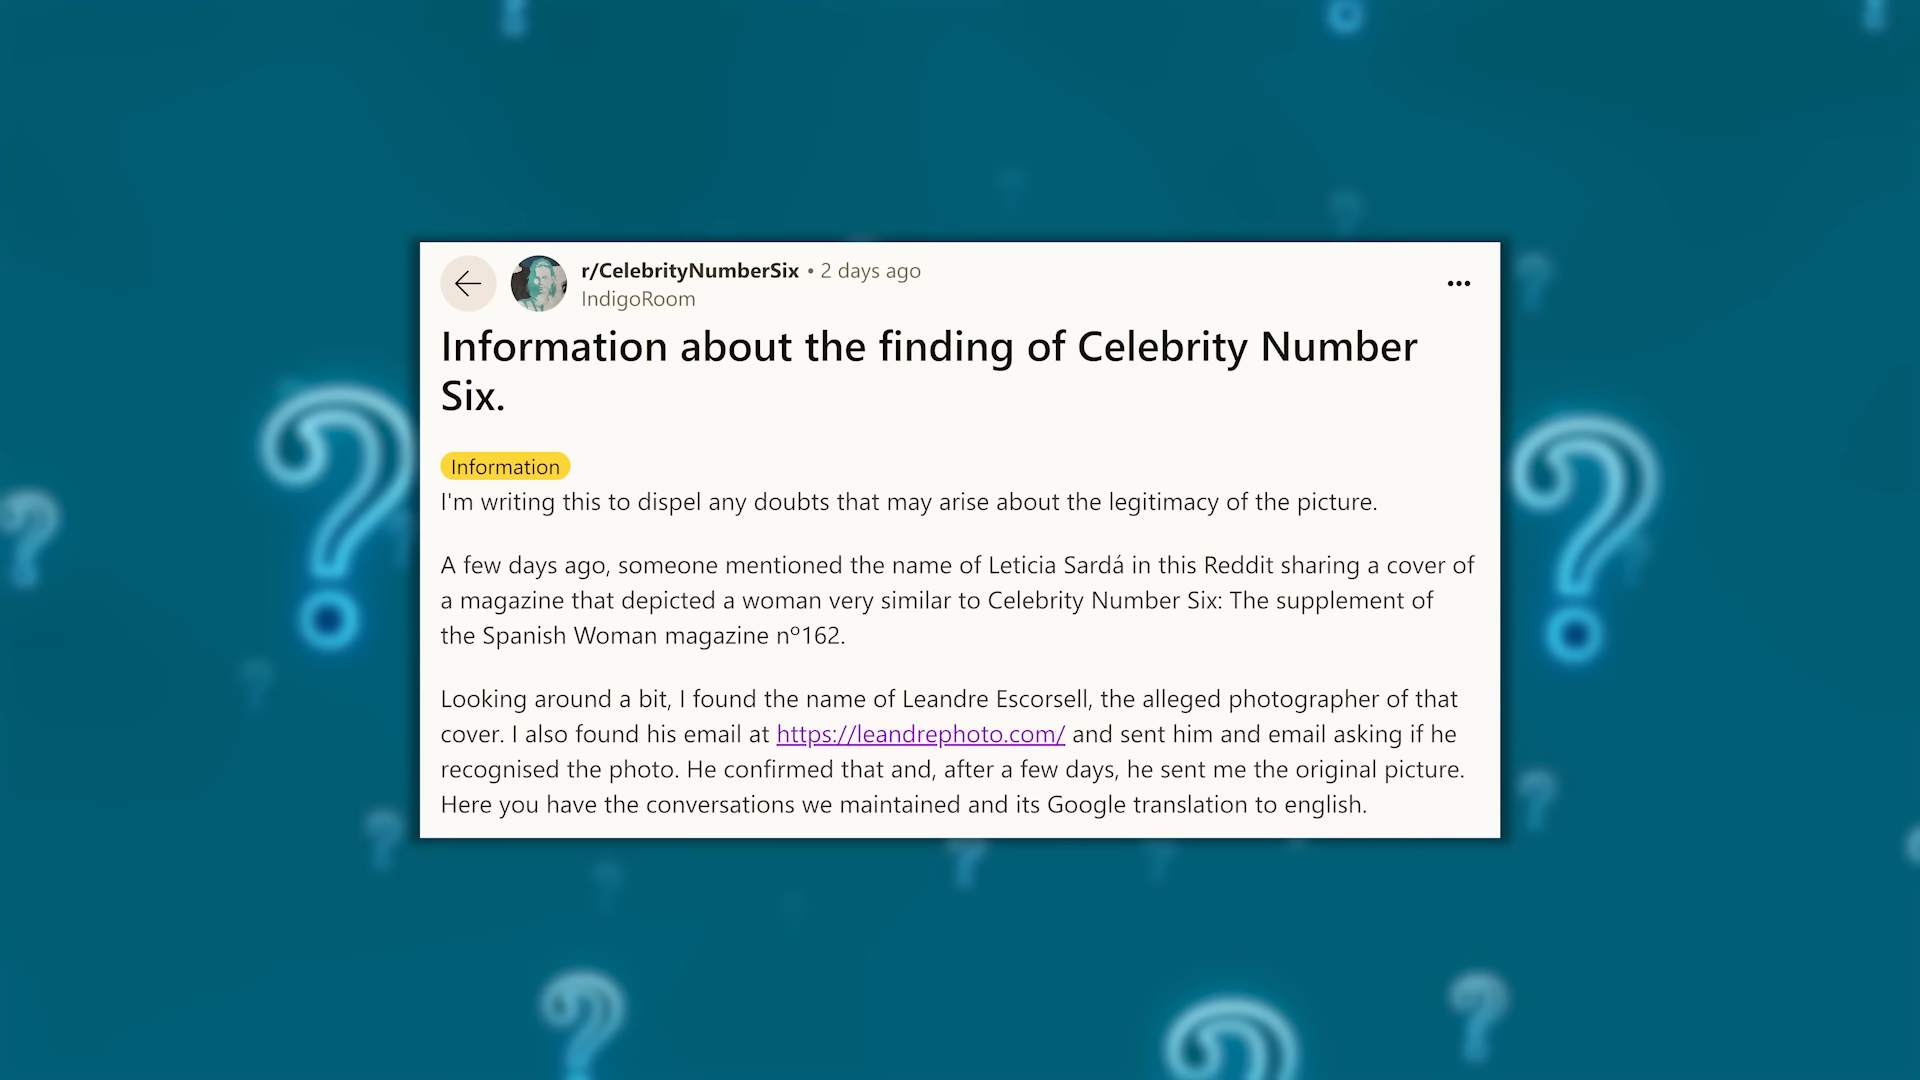 r/CelebrityNumberSix • 2 days ago
IndigoRoom
Information about the finding of Celebrity Number
Six.
Information
I'm writing this to dispel any doubts that may arise about the legitimacy of the picture.
A few days ago, someone mentioned the name of Leticia Sardá in this Reddit sharing a cover of
a magazine that depicted a woman very similar to Celebrity Number Six: The supplement of
the Spanish Woman magazine nº162.
Looking around a bit, I found the name of Leandre Escorsell, the alleged photographer of that
cover. I also found his email at https://leandrephoto.com/ and sent him and email asking if he
recognised the photo. He confirmed that and, after a few days, he sent me the original picture.
Here you have the conversations we maintained and its Google translation to english.